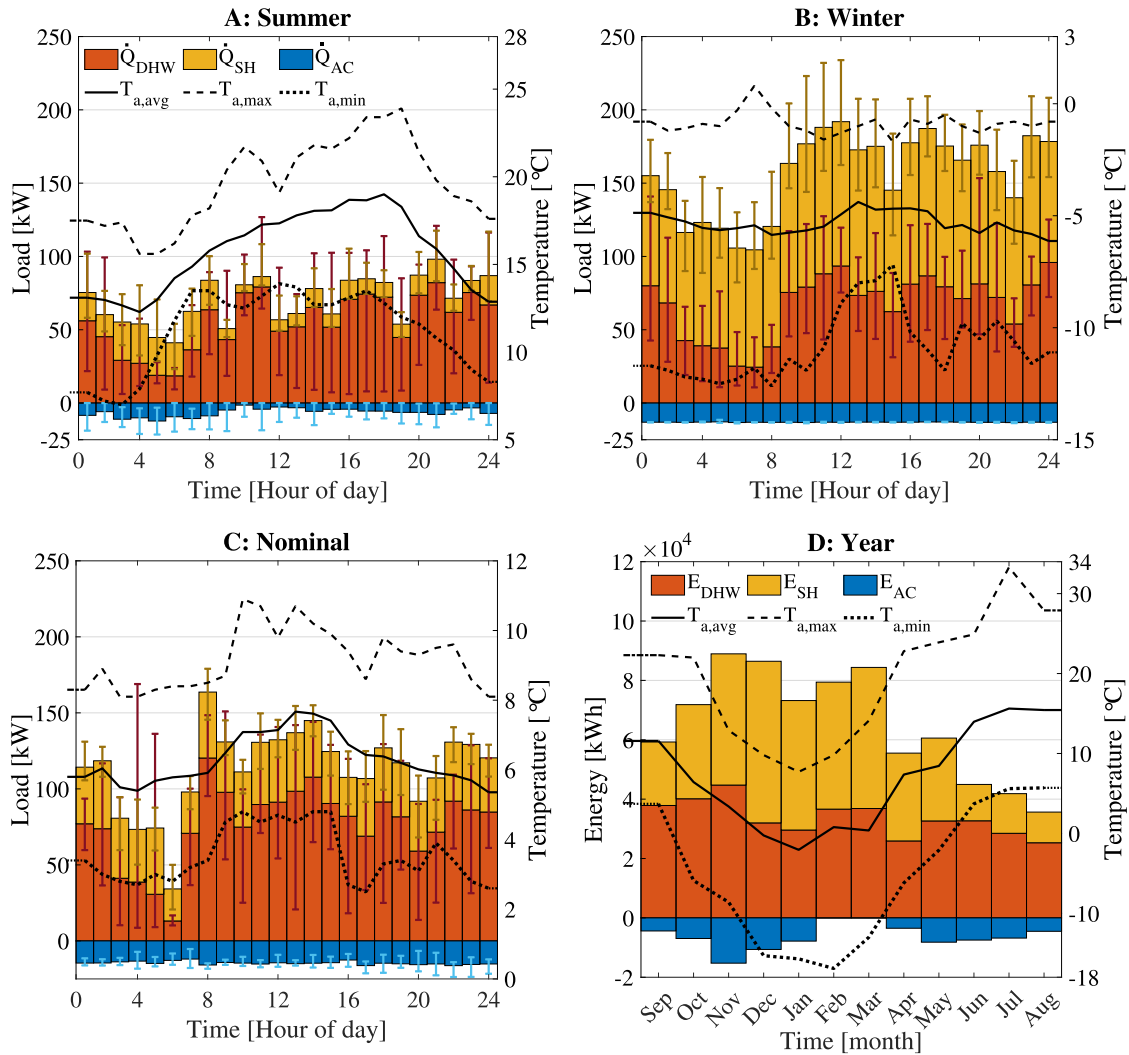 A: Summer
250
200
150
100
50
0
-25
28
25
20
15
10
5
Q̇DHW Q̇SH Q̇AC
Ta,avg Ta,max Ta,min
Load [kW]
Temperature [°C]
0 4 8 12 16 20 24
Time [Hour of day]
B: Winter
250
200
150
100
50
0
-25
3
0
-5
-10
-15
Load [kW]
Temperature [°C]
0 4 8 12 16 20 24
Time [Hour of day]
C: Nominal
250
200
150
100
50
0
12
10
8
6
4
2
0
Load [kW]
Temperature [°C]
0 4 8 12 16 20 24
Time [Hour of day]
D: Year
×10⁴
12
10
8
6
4
2
0
-2
34
30
20
10
0
-10
-18
EDHW ESH EAC
Ta,avg Ta,max Ta,min
Energy [kWh]
Temperature [°C]
Sep Oct Nov Dec Jan Feb Mar Apr May Jun Jul Aug
Time [month]